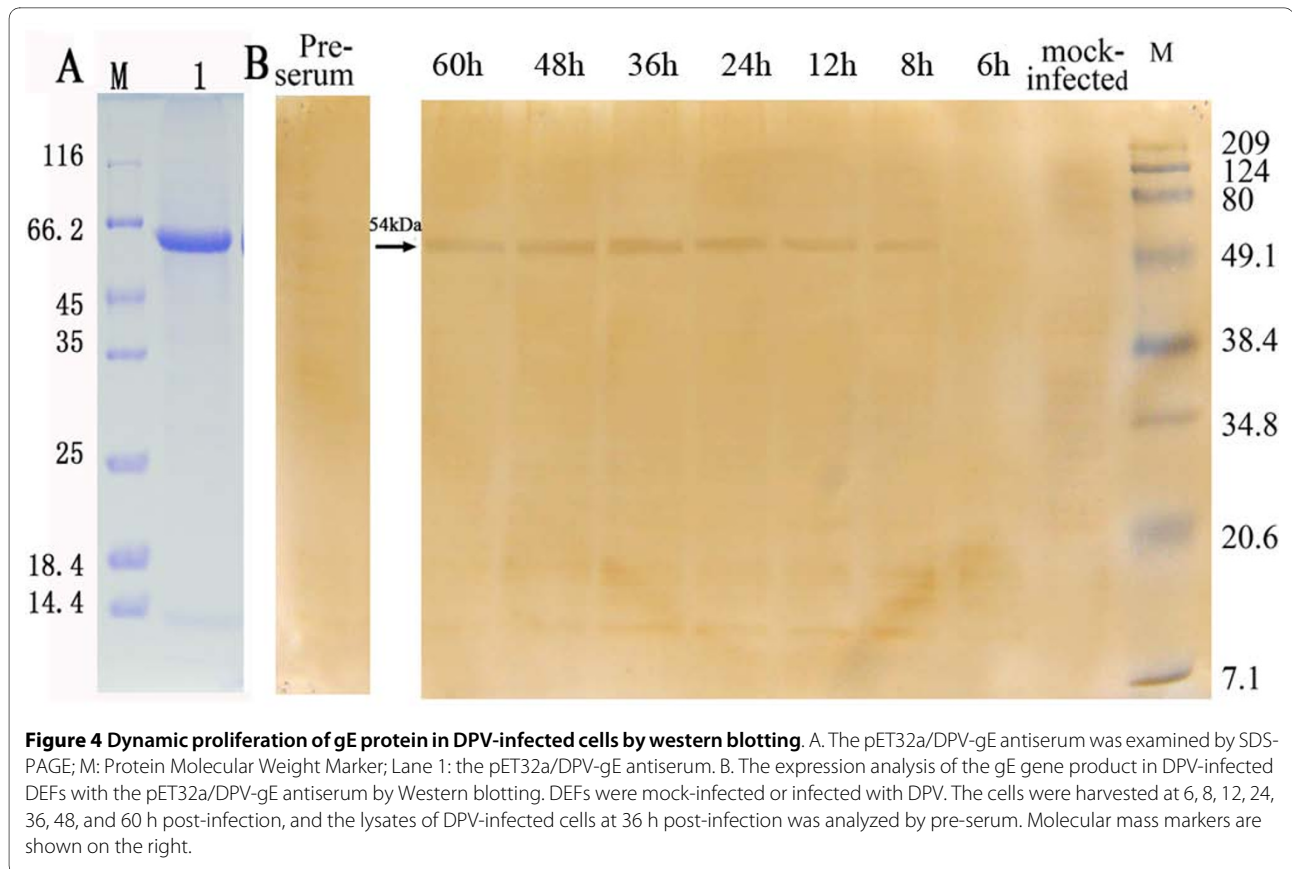 A M 1 B Pre-
serum 60h 48h 36h 24h 12h 8h 6h mock-
infected M
116
66.2
45
35
25
18.4
14.4
54kDa
209
124
80
49.1
38.4
34.8
20.6
7.1
Figure 4 Dynamic proliferation of gE protein in DPV-infected cells by western blotting. A. The pET32a/DPV-gE antiserum was examined by SDS-
PAGE; M: Protein Molecular Weight Marker; Lane 1: the pET32a/DPV-gE antiserum. B. The expression analysis of the gE gene product in DPV-infected
DEFs with the pET32a/DPV-gE antiserum by Western blotting. DEFs were mock-infected or infected with DPV. The cells were harvested at 6, 8, 12, 24,
36, 48, and 60 h post-infection, and the lysates of DPV-infected cells at 36 h post-infection was analyzed by pre-serum. Molecular mass markers are
shown on the right.